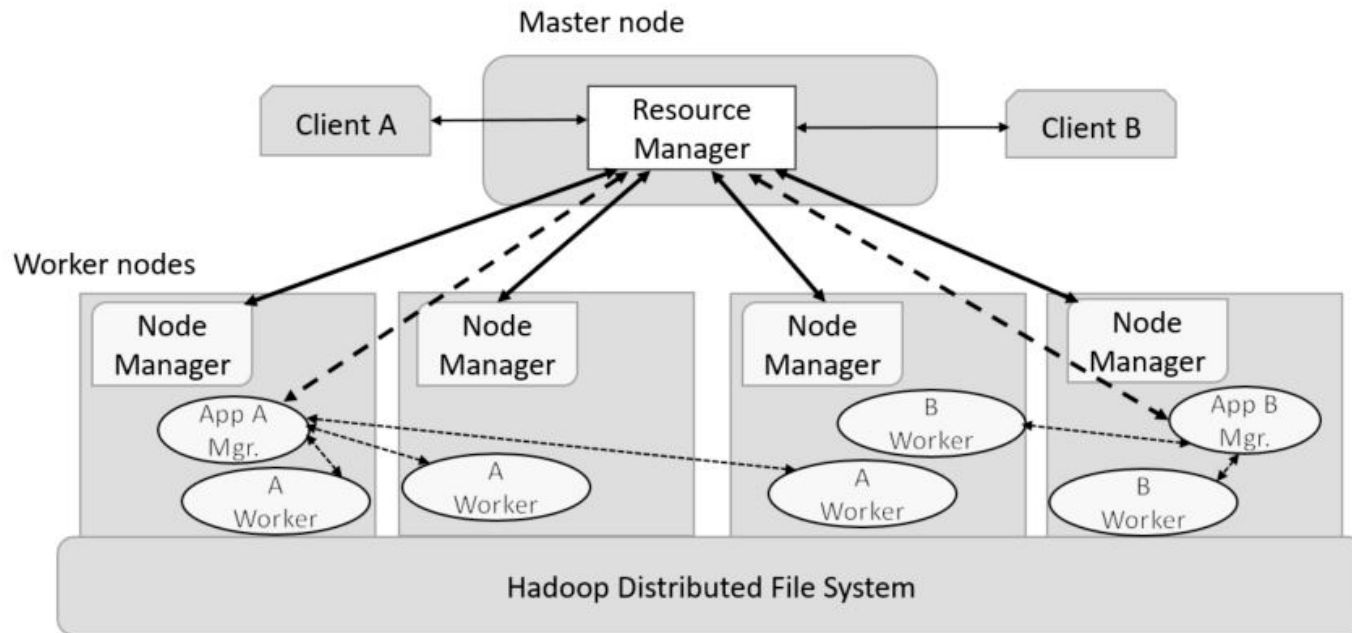 Master node
Client A
Resource
Manager
Client B
Worker nodes
Node
Manager
Node
Manager
Node
Manager
Node
Manager
App A
Mgr.
A
Worker
A
Worker
B
Worker
A
Worker
App B
Mgr.
B
Worker
Hadoop Distributed File System